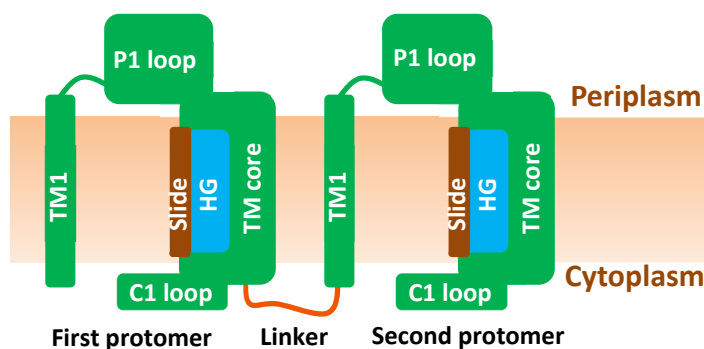 P1 loop
P1 loop
Periplasm
TM1
Slide
HG
TM core
TM1
Slide
HG
TM core
Cytoplasm
C1 loop
C1 loop
First protomer
Linker
Second protomer